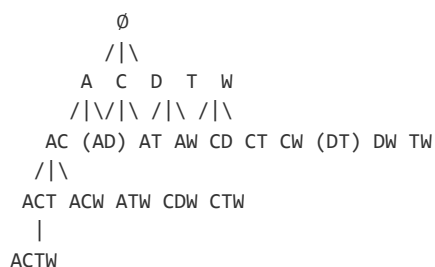 Ø
/|\
A C D T W
/|\/|\ /|\ /|\
AC (AD) AT AW CD CT CW (DT) DW TW
/|\
ACT ACW ATW CDW CTW
|
ACTW